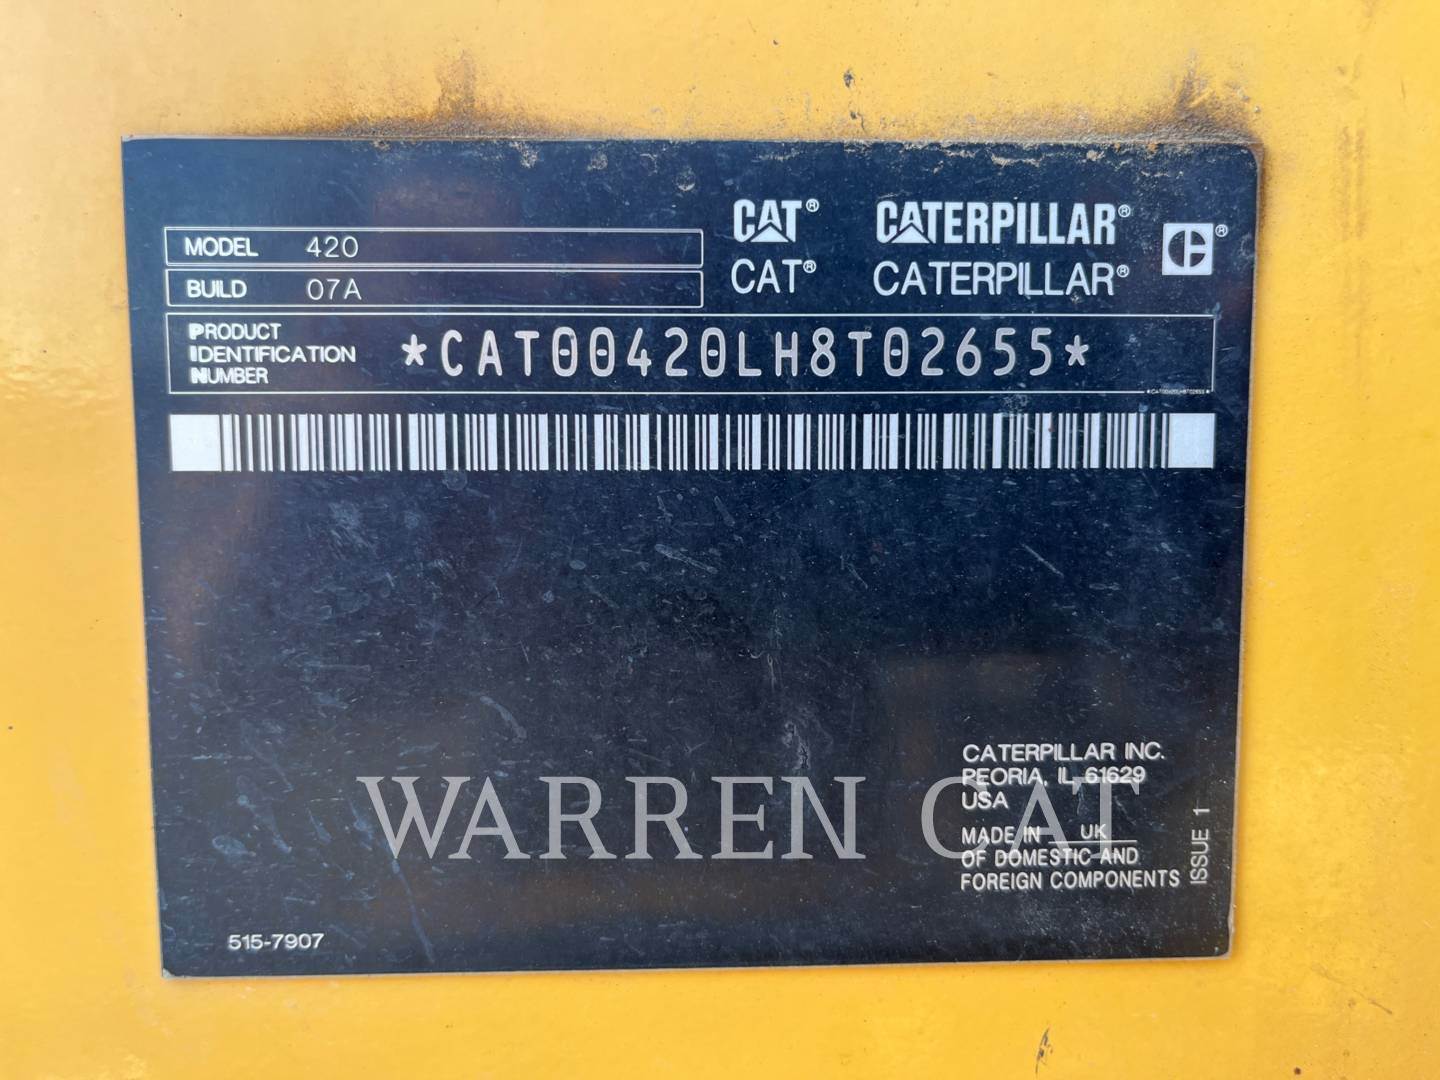 MODEL 420
BUILD 07A
CAT® CATERPILLAR® ®
CAT® CATERPILLAR®
PRODUCT
IDENTIFICATION
NUMBER
*CAT00420LH8T02655*
*CAT00420LH8T02655*
CATERPILLAR INC.
PEORIA, IL 61629
USA
MADE IN UK
OF DOMESTIC AND
FOREIGN COMPONENTS
ISSUE 1
WARREN CAT
515-7907